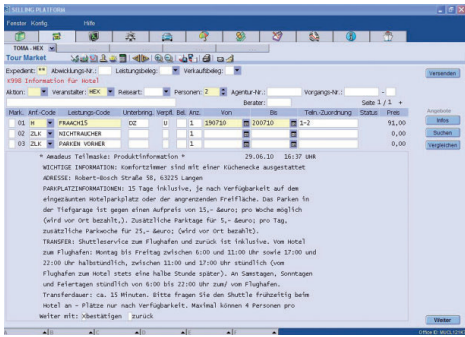 SELLING PLATFORM
Fenster Konfig. Hilfe
TOMA - HEX
Tour Market
Expedient: ** Abwicklungs-Nr.: Leistungsbeleg: Verkaufsbeleg:
K998 Information für Hotel
Aktion: Veranstalter: HEX Reiseart: Personen: 2 Agentur-Nr.: Vorgangs-Nr.: -
Berater: Seite 1 / 1 +
Mark. Anf.-Code Leistungs-Code Unterbring. Verpfl. Bel. Anz. Von Bis Teiln.-Zuordnung Status Preis
01 H FRAACH15 DZ U 1 190710 200710 1-2 91,00
02 ZLK NICHTRAUCHER 1 0,00
03 ZLK PARKEN VORHER 1 0,00
* Amadeus Teilmaske: Produktinformation * 29.06.10 16:37 UHR
WICHTIGE INFORMATION: Komfortzimmer sind mit einer Küchenecke ausgestattet
ADRESSE: Robert-Bosch Straße 58, 63225 Langen
PARKPLATZINFORMATIONEN: 15 Tage inklusive, je nach Verfügbarkeit auf dem
eingezäunten Hotelparkplatz oder der angrenzenden Freifläche. Das Parken in
der Tiefgarage ist gegen einen Aufpreis von 15,- &euro; pro Woche möglich
(wird vor Ort bezahlt,). Zusätzliche Parktage für 5,- &euro; pro Tag,
zusätzliche Parkwoche für 25,- &euro; (wird vor Ort bezahlt).
TRANSFER: Shuttleservice zum Flughafen und zurück ist inklusive. Vom Hotel
zum Flughafen: Montag bis Freitag zwischen 6:00 und 11:00 Uhr sowie 17:00 und
22:00 Uhr halbstündlich, zwischen 11:00 und 17:00 Uhr stündlich (vom
Flughafen zum Hotel stets eine halbe Stunde später). An Samstagen, Sonntagen
und Feiertagen stündlich von 6:00 bis 22:00 Uhr zum/ vom Flughafen.
Transferdauer: ca. 15 Minuten. Bitte fragen Sie den Shuttle frühzeitig beim
Hotel an - Plätze nur nach Verfügbarkeit. Maximal können 4 Personen pro
Weiter mit: >bestätigen zurück
Versenden
Angebote
Infos
Suchen
Vergleichen
Weiter